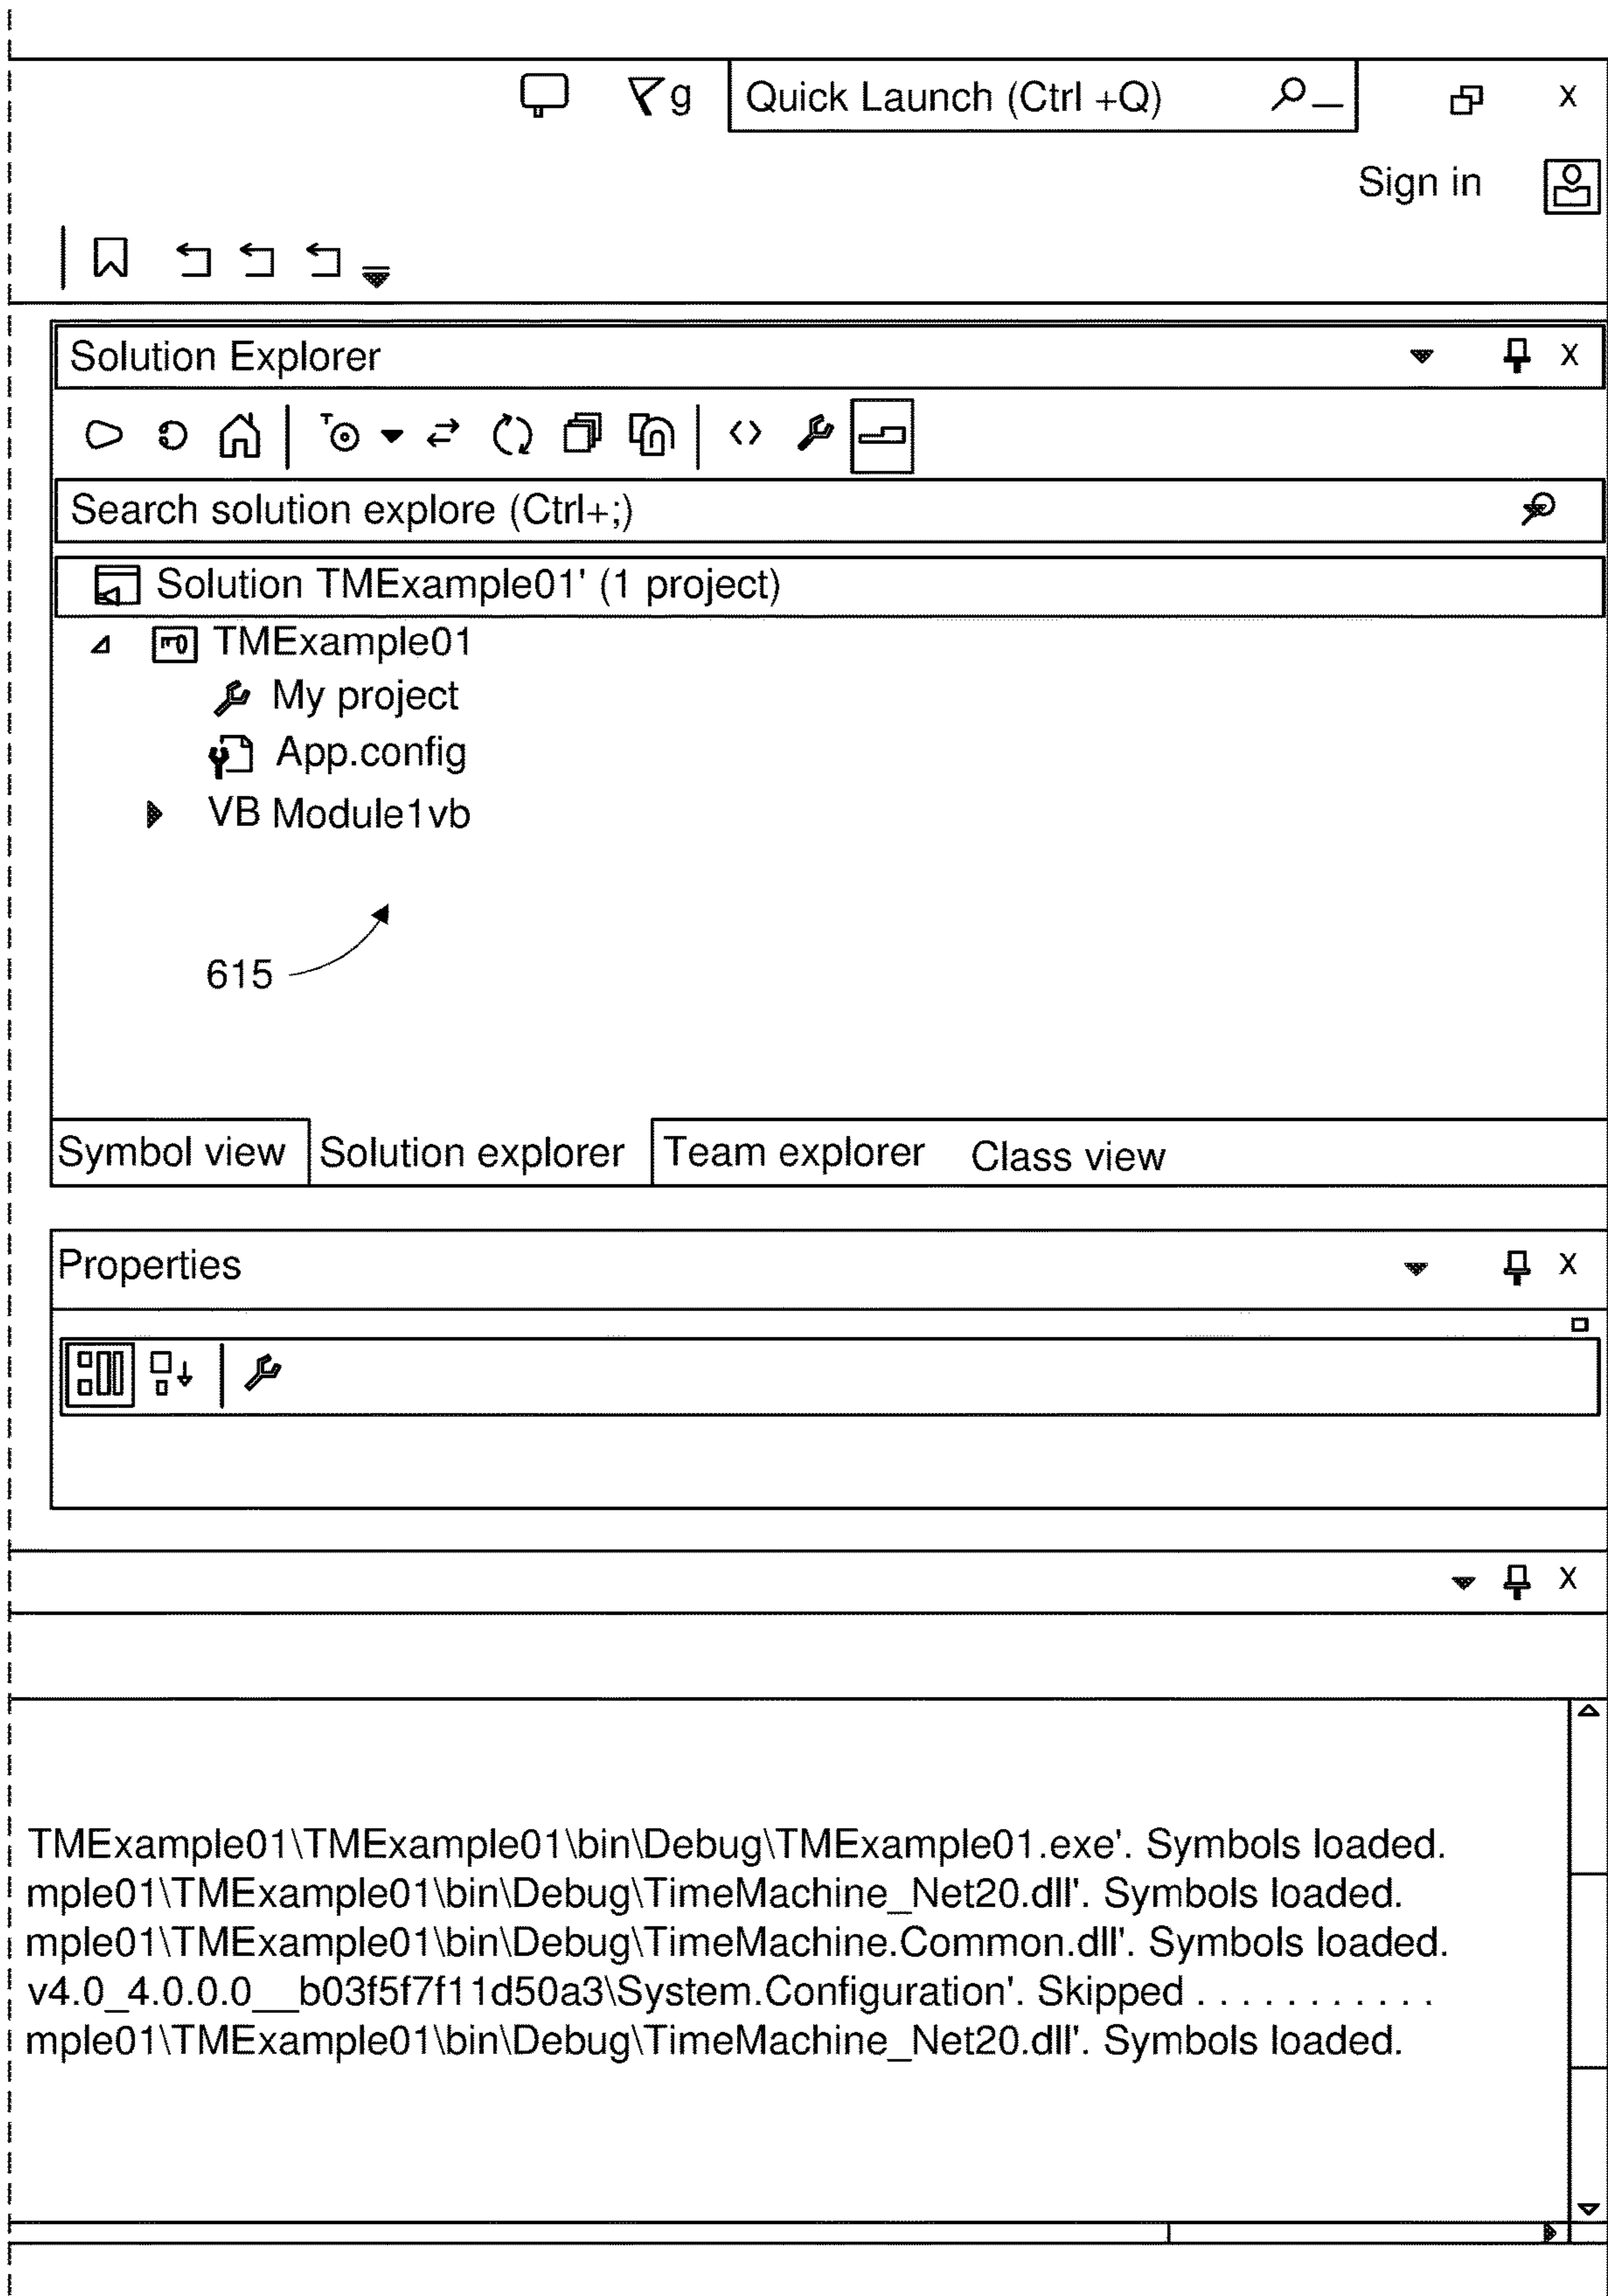 g Quick Launch (Ctrl +Q) X
Sign in
Solution Explorer X
Search solution explore (Ctrl+;)
Solution TMExample01' (1 project)
TMExample01
My project
App.config
VB Module1vb
615
Symbol view Solution explorer Team explorer Class view
Properties X
X
TMExample01\TMExample01\bin\Debug\TMExample01.exe'. Symbols loaded.
mple01\TMExample01\bin\Debug\TimeMachine_Net20.dll'. Symbols loaded.
mple01\TMExample01\bin\Debug\TimeMachine.Common.dll'. Symbols loaded.
v4.0_4.0.0.0__b03f5f7f11d50a3\System.Configuration'. Skipped . . . . . . . . . . .
mple01\TMExample01\bin\Debug\TimeMachine_Net20.dll'. Symbols loaded.